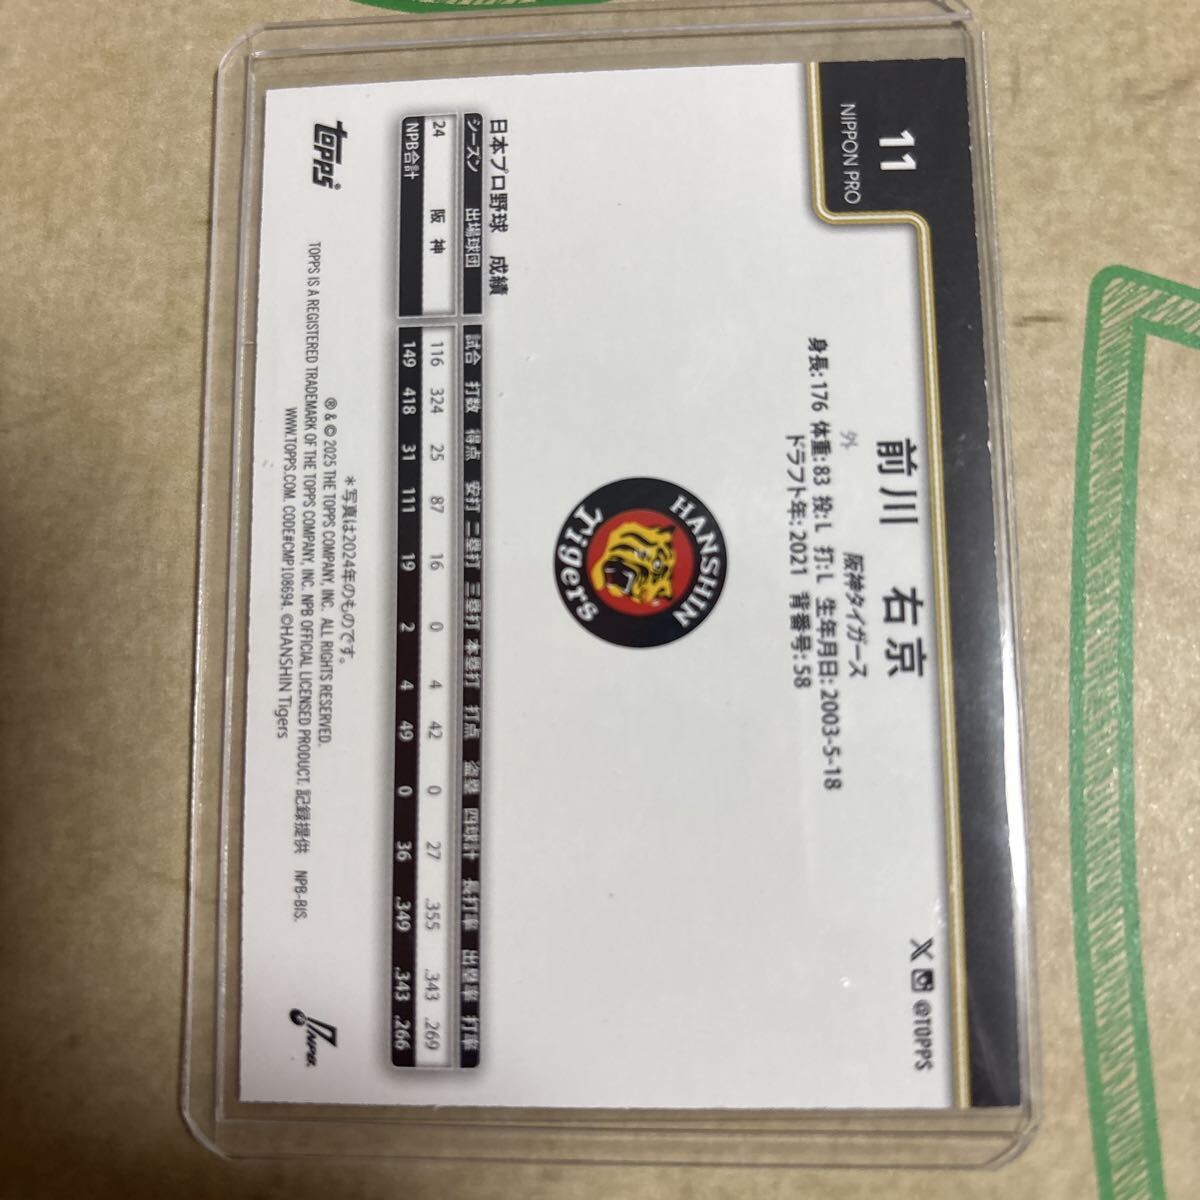 11
NIPPON PRO
前川 右京
𝕏 @TOPPS
外 阪神タイガース
身長: 176 体重: 83 投: L 打: L 生年月日: 2003-5-18
ドラフト年: 2021 背番号: 58
HANSHIN
Tigers
日本プロ野球 成績
シーズン 出場球団 試合 打数 得点 安打 二塁打 三塁打 本塁打 打点 盗塁 四球計 長打率 出塁率 打率
24 阪神 116 324 25 87 16 0 4 42 0 27 .355 .343 .269
NPB合計 149 418 31 111 19 2 4 49 0 36 .349 .343 .266
TOPPS®
*写真は2024年のものです。
® & © 2025 THE TOPPS COMPANY, INC. ALL RIGHTS RESERVED.
TOPPS IS A REGISTERED TRADEMARK OF THE TOPPS COMPANY, INC. NPB OFFICIAL LICENSED PRODUCT. 記録提供 NPB-BIS.
WWW.TOPPS.COM. CODE#CMP108694. ©HANSHIN Tigers